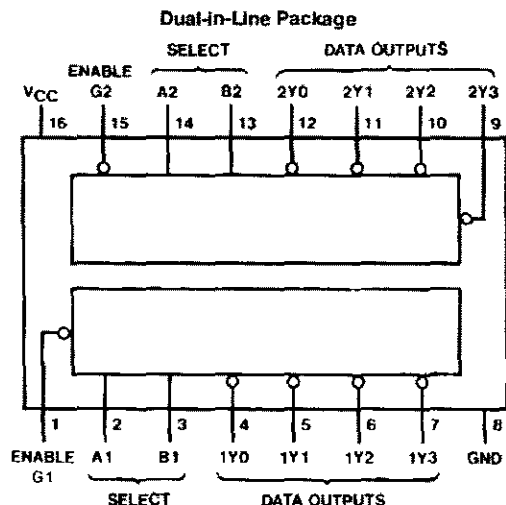 Dual-in-Line Package
SELECT DATA OUTPUTS
ENABLE
VCC G2 A2 B2 2Y0 2Y1 2Y2 2Y3
16 15 14 13 12 11 10 9
1 2 3 4 5 6 7 8
ENABLE A1 B1 1Y0 1Y1 1Y2 1Y3 GND
G1
SELECT DATA OUTPUTS